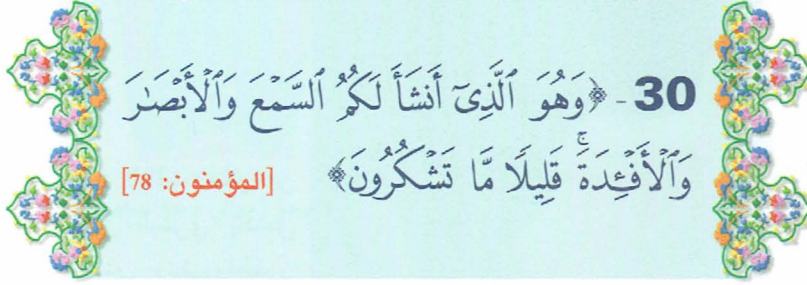 30 - ﴿وَهُوَ ٱلَّذِىٓ أَنشَأَ لَكُمُ ٱلسَّمْعَ وَٱلْأَبْصَٰرَ
وَٱلْأَفْـِٔدَةَ ۚ قَلِيلًا مَّا تَشْكُرُونَ﴾ [المؤمنون: 78]